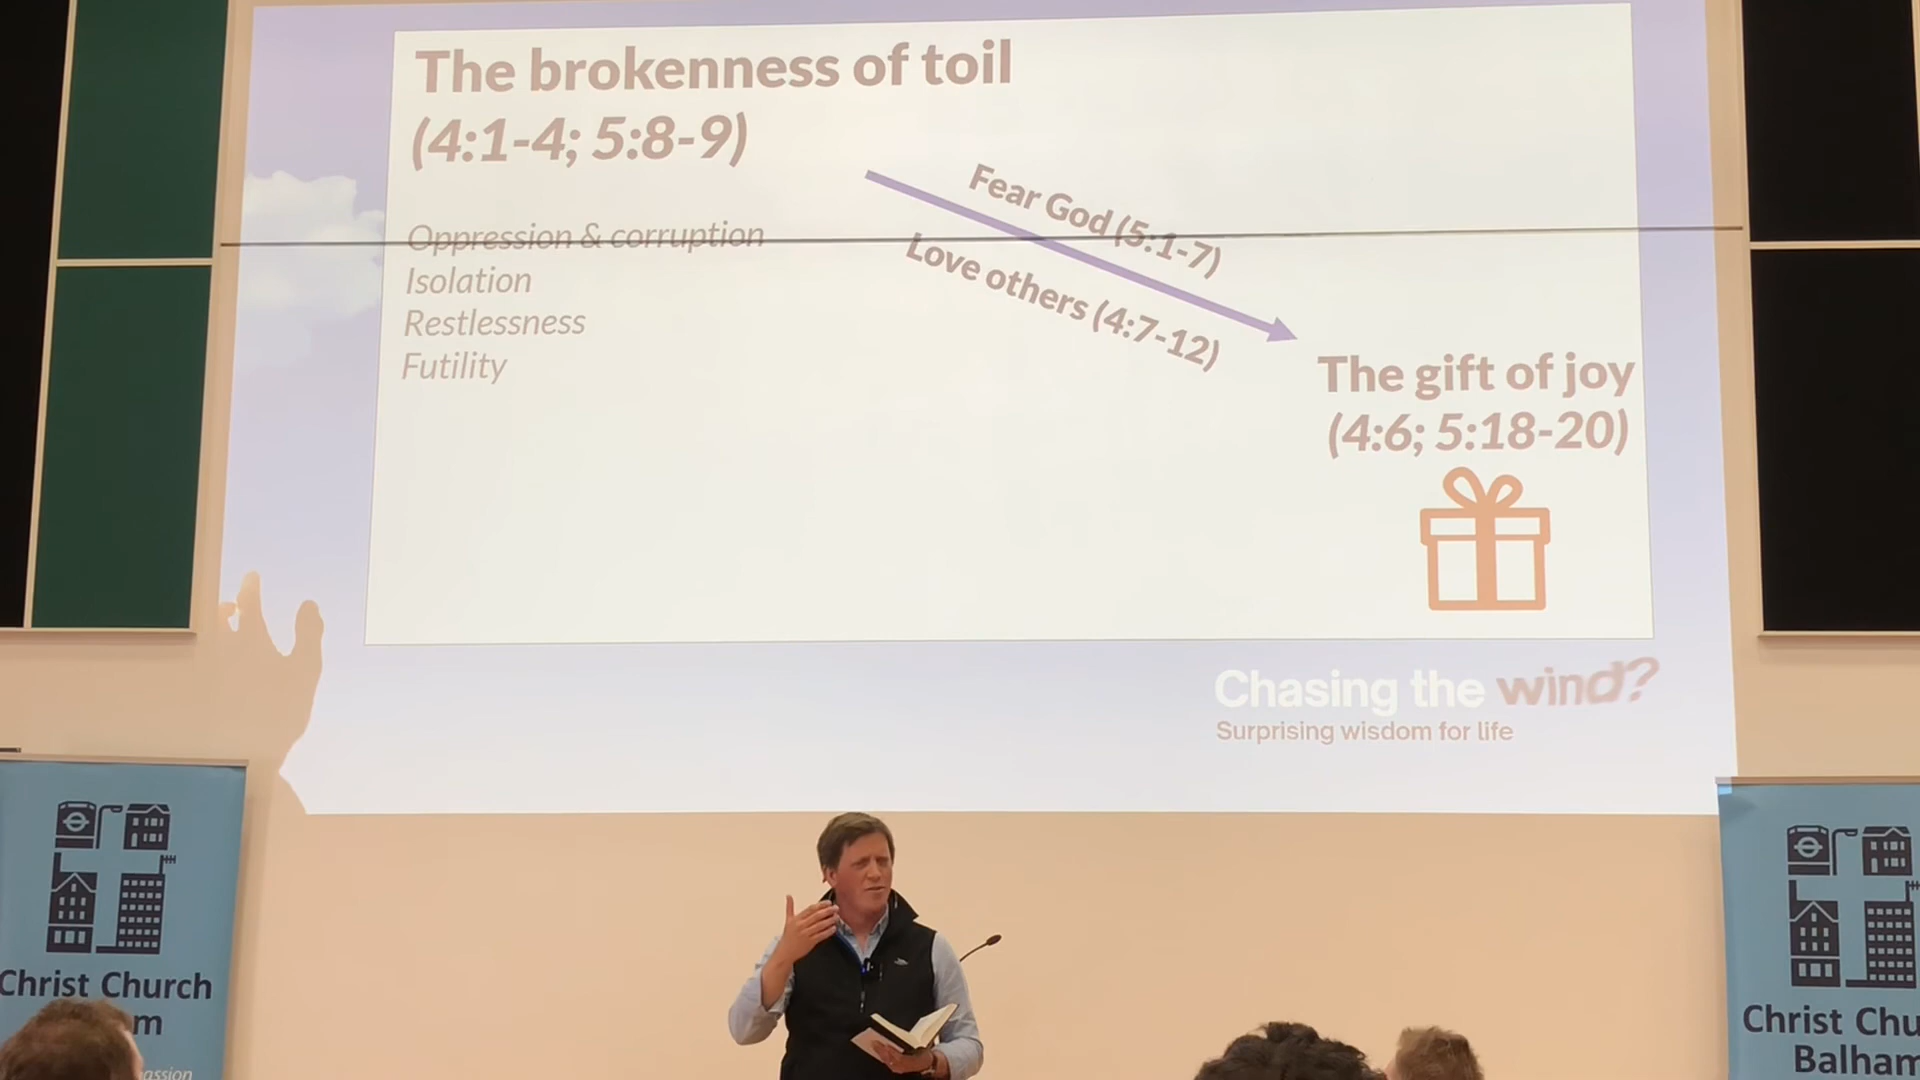 The brokenness of toil
(4:1-4; 5:8-9)
Oppression & corruption
Isolation
Restlessness
Futility
Fear God (5:1-7)
Love others (4:7-12)
The gift of joy
(4:6; 5:18-20)
Chasing the wind?
Surprising wisdom for life
Christ Church
m
assion
Christ Chu
Balham